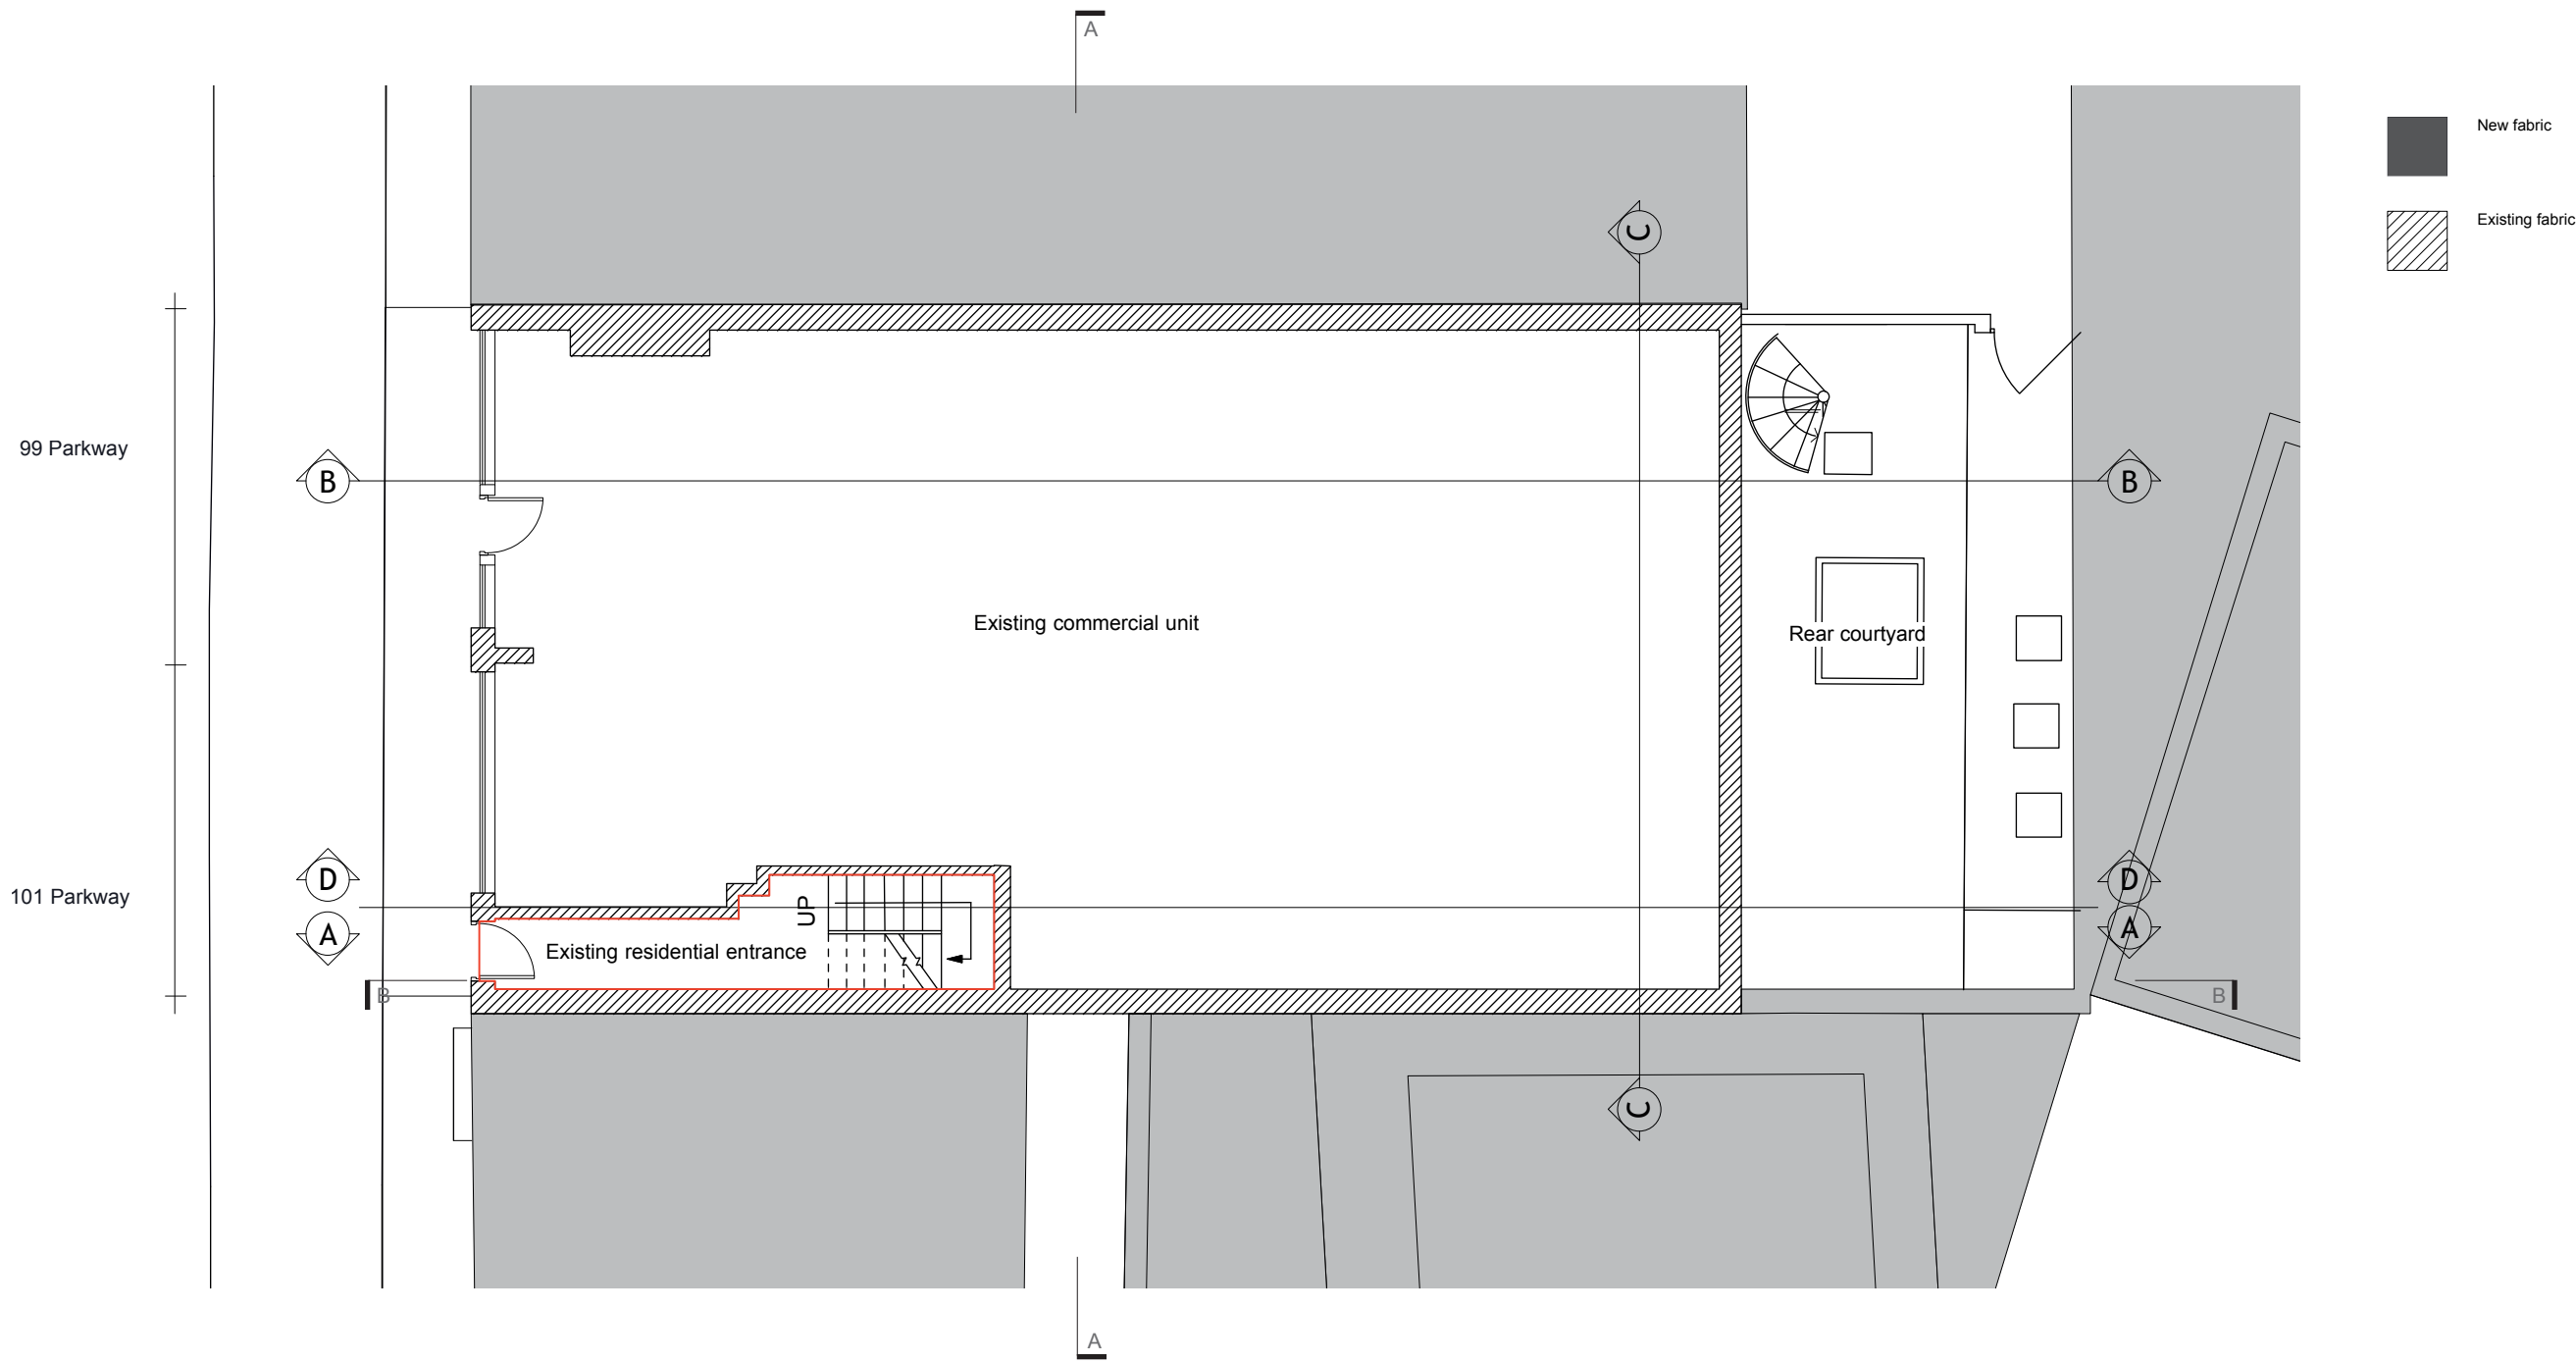 A
New fabric
Existing fabric
C
99 Parkway
B
B
Existing commercial unit
Rear courtyard
D
D
101 Parkway
UP
A
A
Existing residential entrance
B
B
C
A